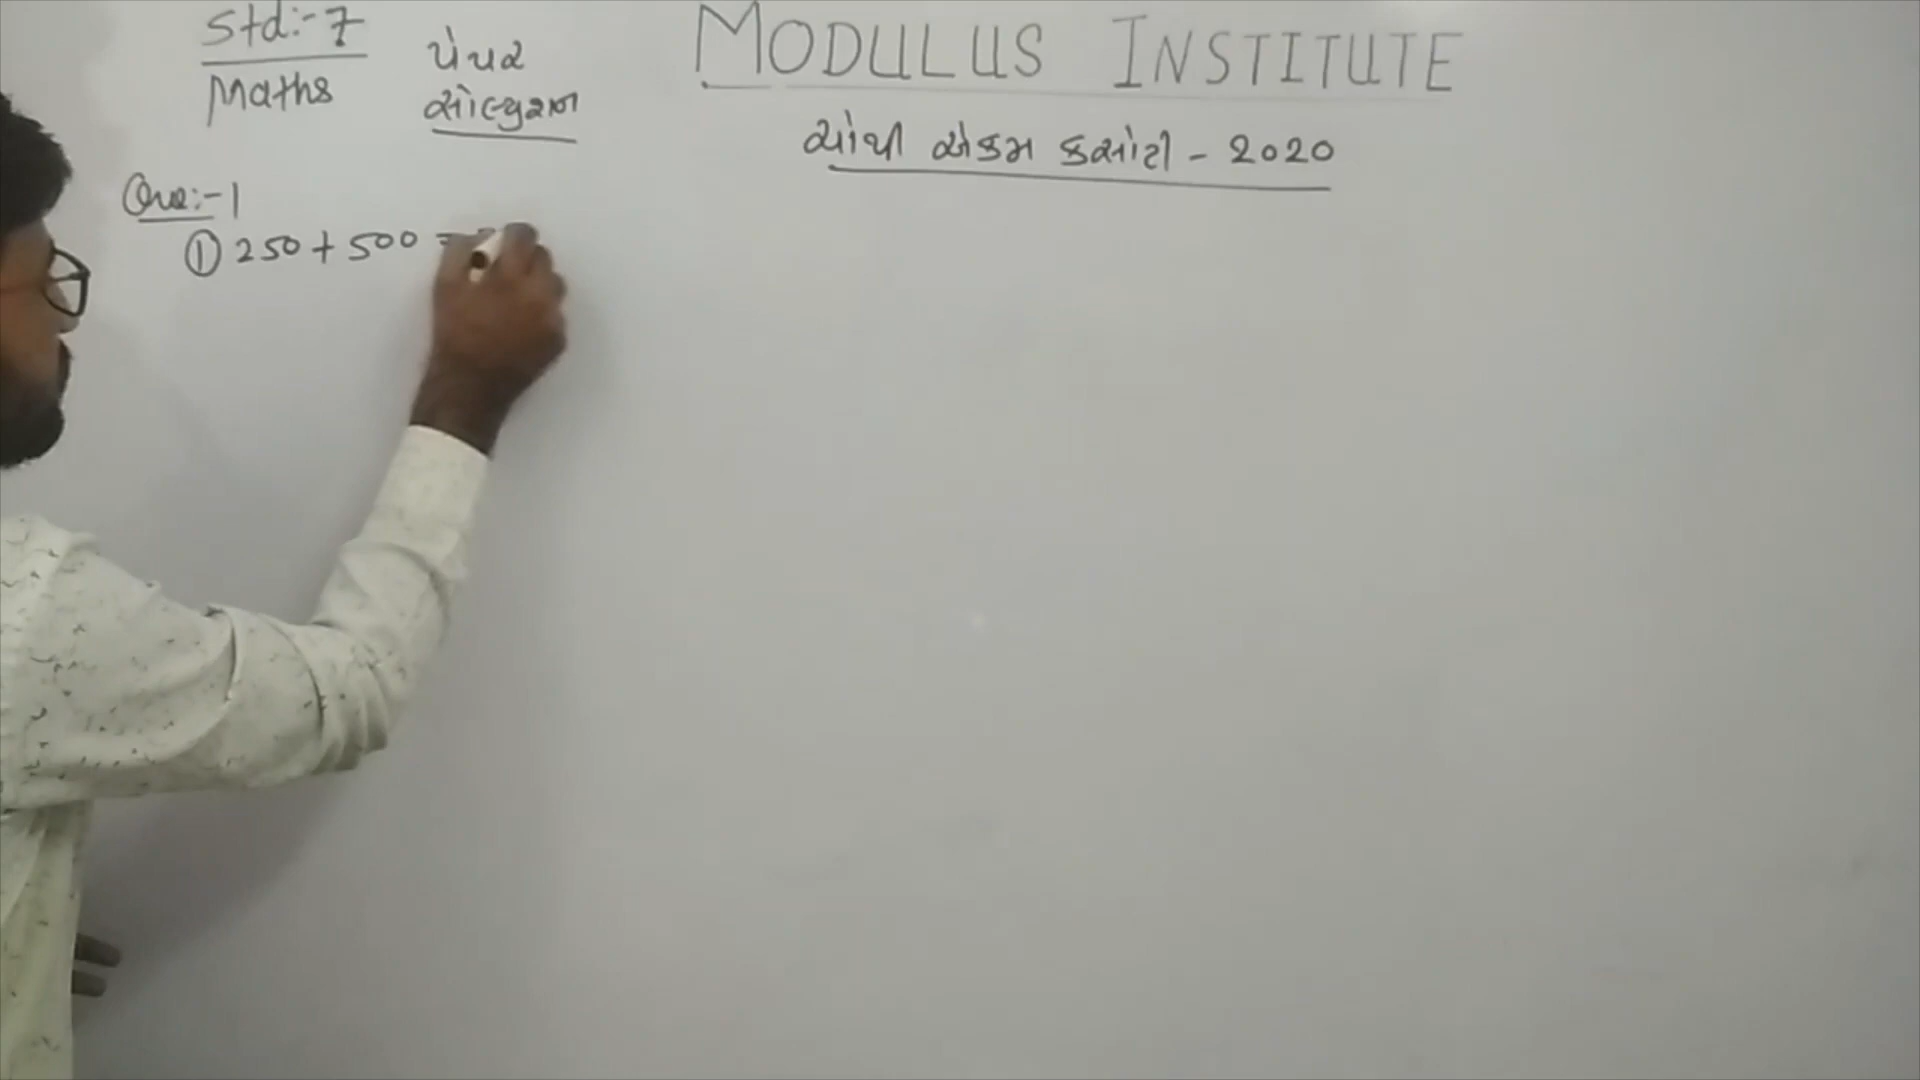 Std:-7
Maths
પેપર
સોલ્યુશન
MODULUS INSTITUTE
સાચી એકમ કસોટી - 2020
Que:-1
① 250 + 500 =